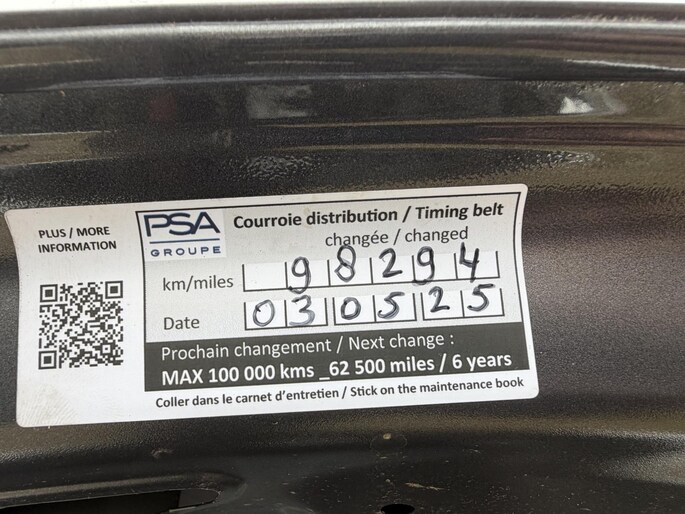 PLUS / MORE
INFORMATION
PSA
GROUPE
Courroie distribution / Timing belt
changée / changed
km/miles 98294
Date 030525
Prochain changement / Next change :
MAX 100 000 kms _62 500 miles / 6 years
Coller dans le carnet d'entretien / Stick on the maintenance book